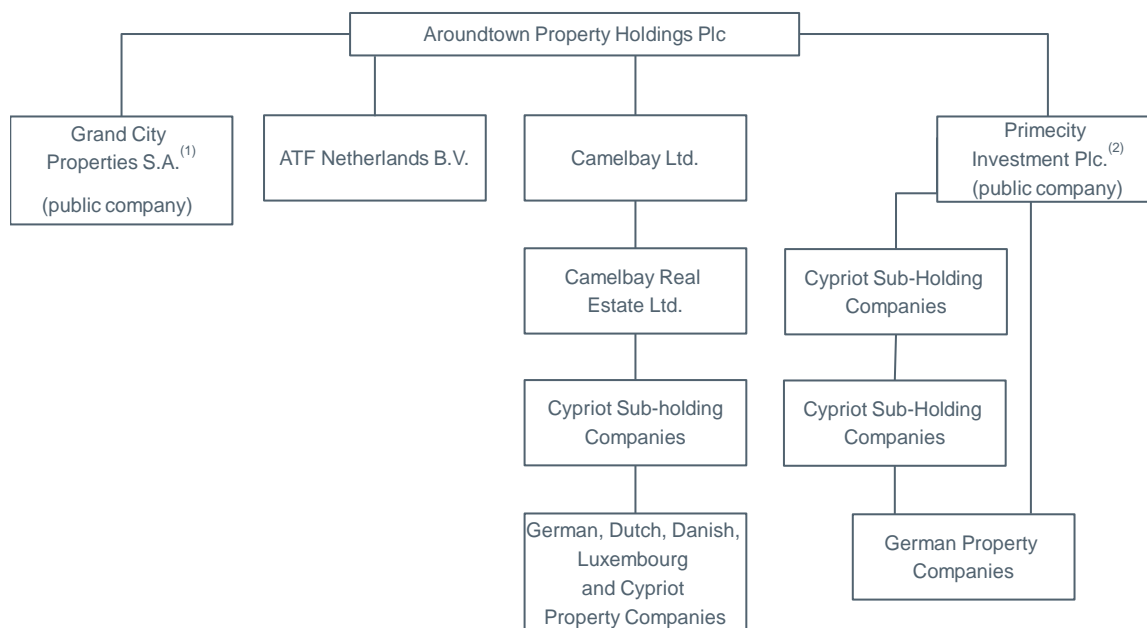 Aroundtown Property Holdings Plc
Grand City
Properties S.A.(1)
(public company)
ATF Netherlands B.V.
Camelbay Ltd.
Primecity
Investment Plc.(2)
(public company)
Camelbay Real
Estate Ltd.
Cypriot Sub-Holding
Companies
Cypriot Sub-holding
Companies
Cypriot Sub-Holding
Companies
German, Dutch, Danish,
Luxembourg
and Cypriot
Property Companies
German Property
Companies